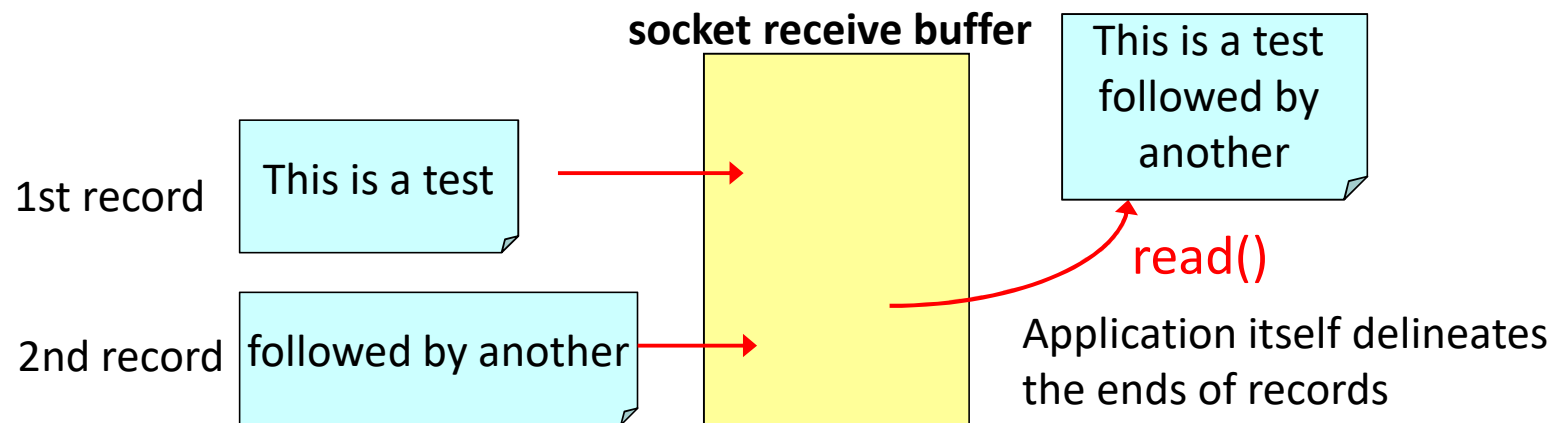 socket receive buffer
This is a test
followed by
another
1st record
This is a test
read()
2nd record
followed by another
Application itself delineates
the ends of records